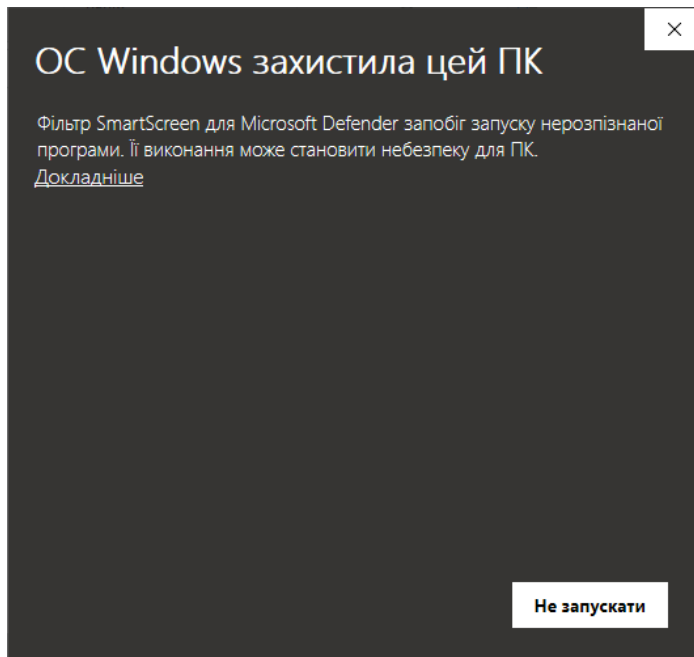 ОС Windows захистила цей ПК
Фільтр SmartScreen для Microsoft Defender запобіг запуску нерозпізнаної
програми. Її виконання може становити небезпеку для ПК.
Докладніше
Не запускати